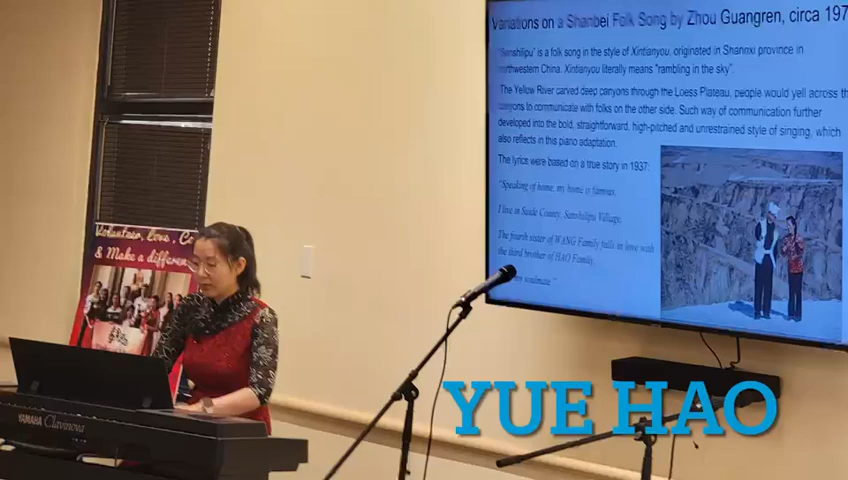 Variations on a Shanbei Folk Song by Zhou Guangren, circa 197
"Sanshilipu" is a folk song in the style of Xintianyou, originated in Shannxi province in
northwestern China. Xintianyou literally means "rambling in the sky".
The Yellow River carved deep canyons through the Loess Plateau, people would yell across th
canyons to communicate with folks on the other side. Such way of communication further
developed into the bold, straightforward, high-pitched and unrestrained style of singing, which
also reflects in this piano adaptation.
The lyrics were based on a true story in 1937:
"Speaking of home, my home is famous,
I live in Suide County, Sanshilipu Village.
The fourth sister of WANG Family falls in love with
the third brother of HAO Family,
my soulmate"
Volunteer, Love, C
& Make a differen
YAMAHA Clavinova
YUE HAO